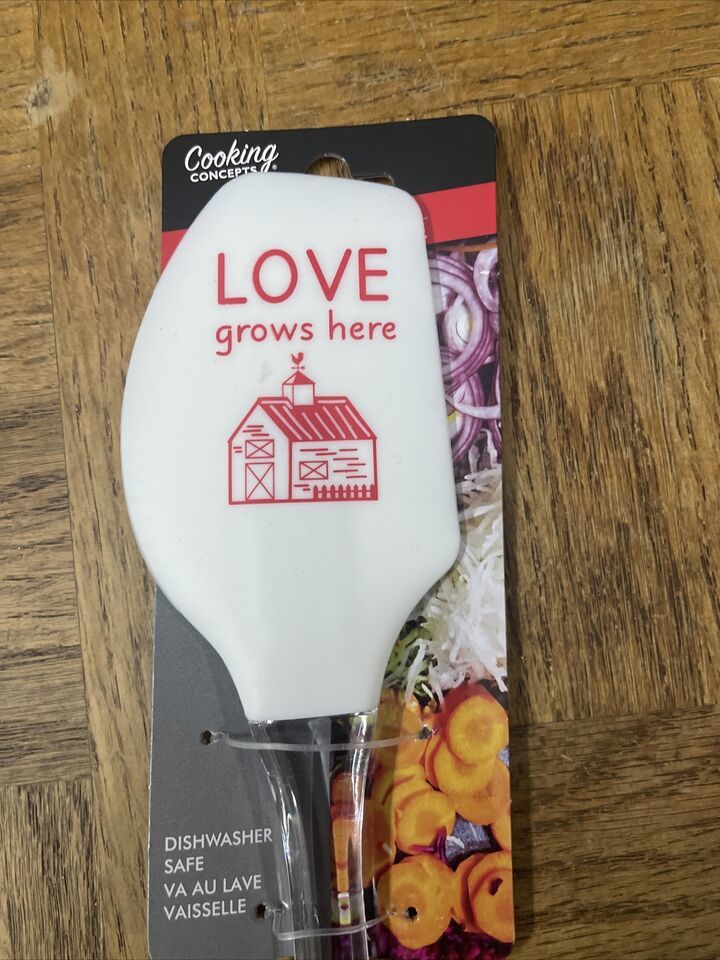 Cooking
CONCEPTS®
LOVE
grows here
DISHWASHER
SAFE
VA AU LAVE
VAISSELLE